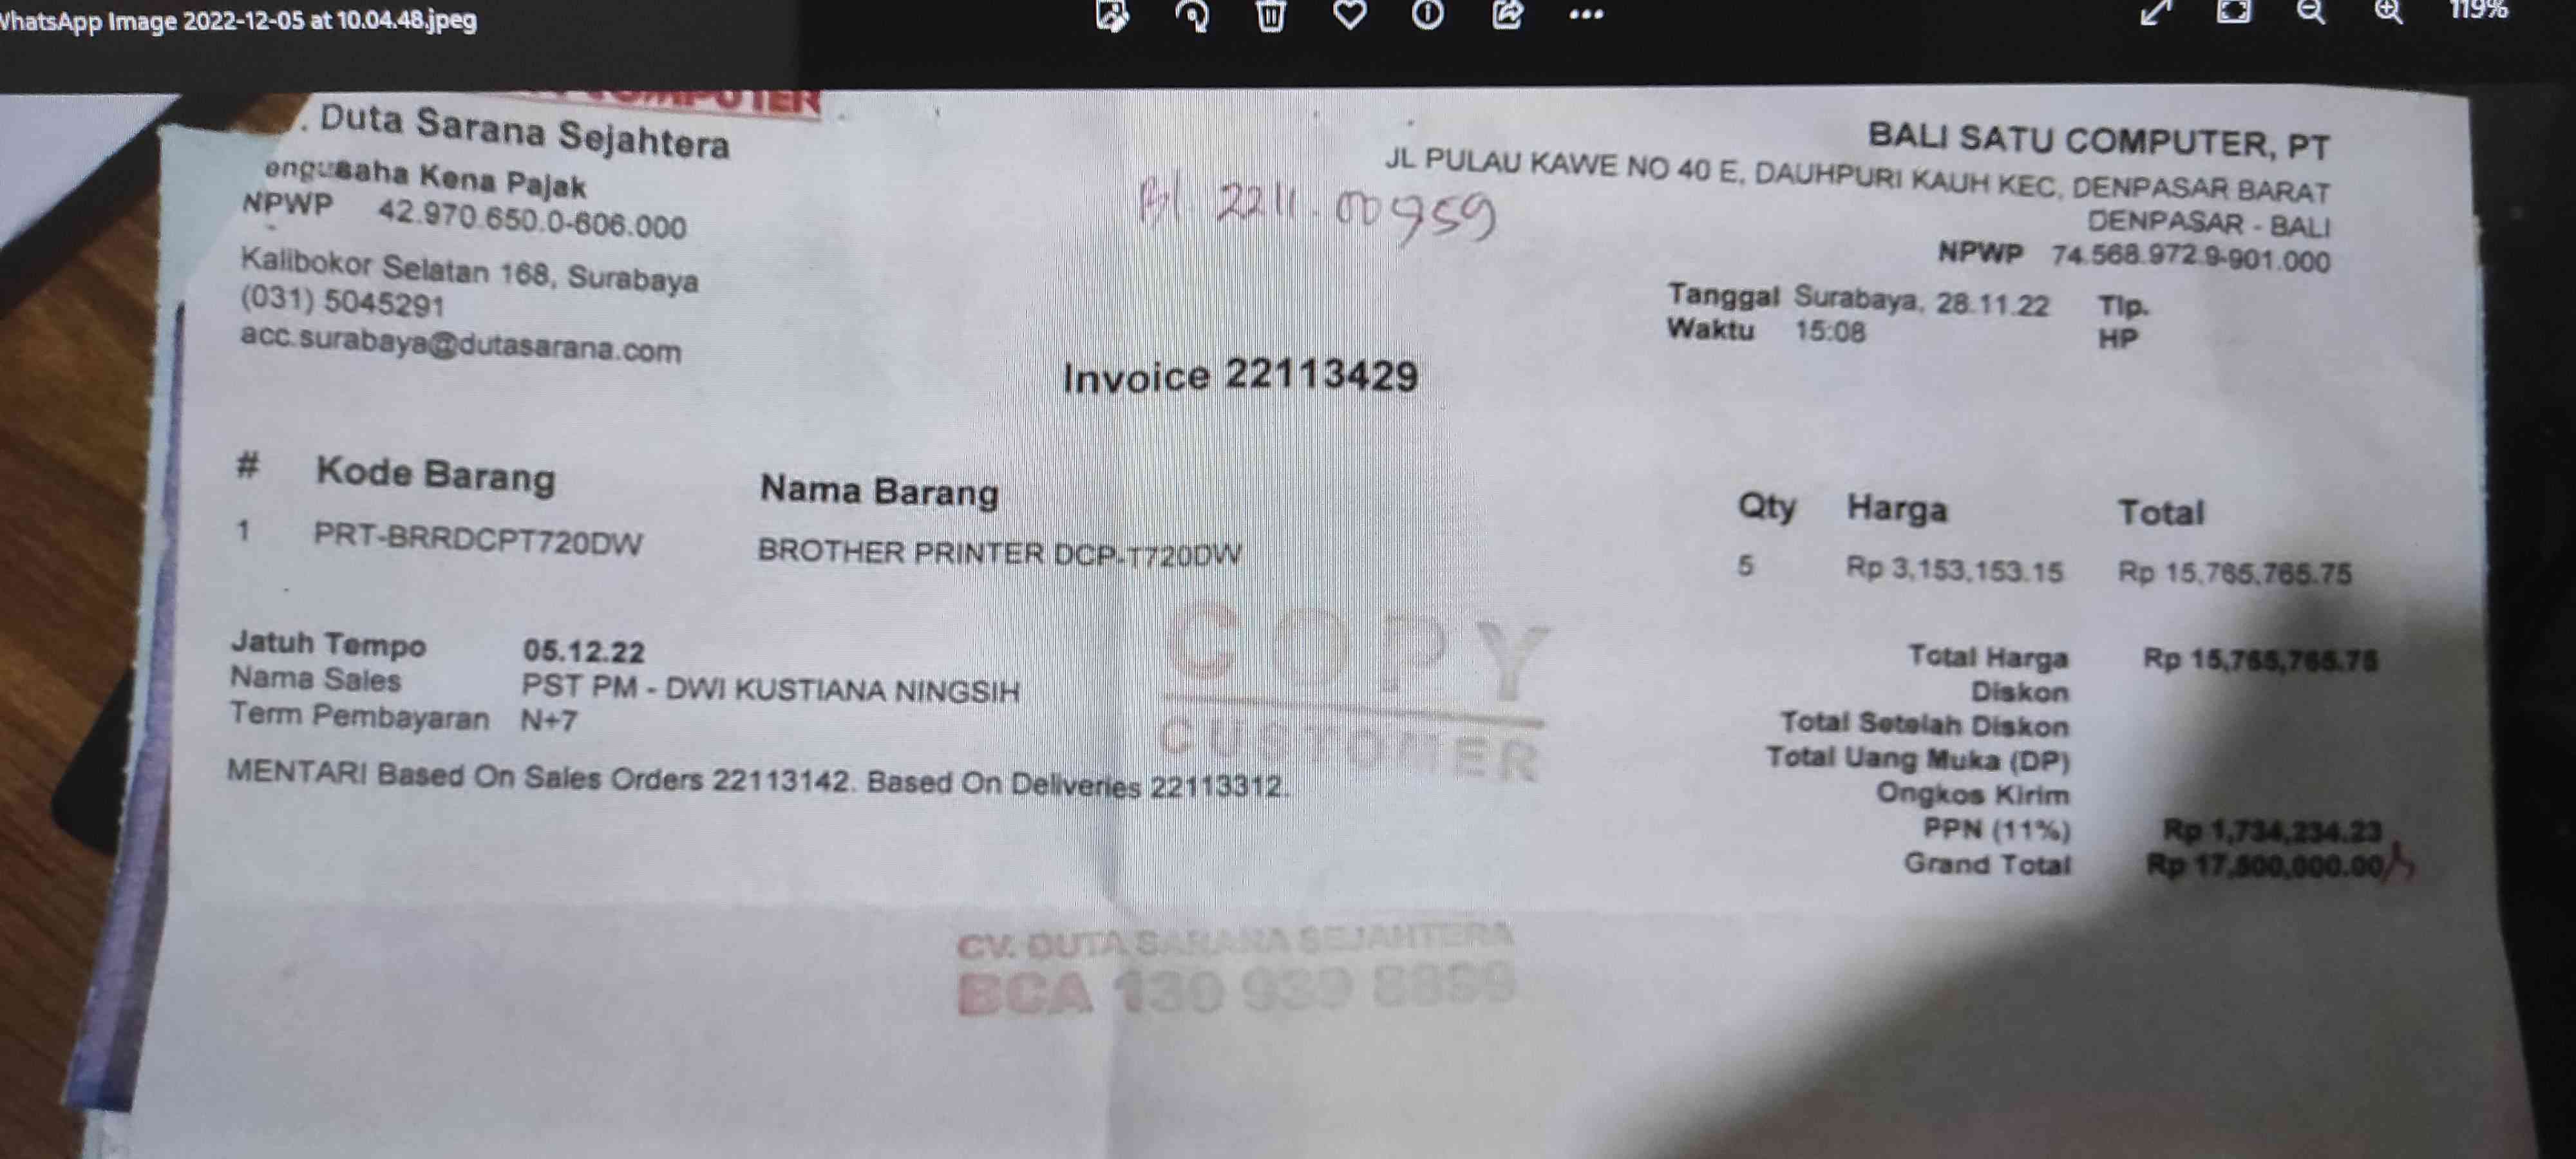 WhatsApp Image 2022-12-05 at 10.04.48.jpeg
119%
COMPUTER
. Duta Sarana Sejahtera
engusaha Kena Pajak
NPWP 42.970.650.0-606.000
Kalibokor Selatan 168, Surabaya
(031) 5045291
acc.surabaya@dutasarana.com
2211.00959
BALI SATU COMPUTER, PT
JL PULAU KAWE NO 40 E, DAUHPURI KAUH KEC, DENPASAR BARAT
DENPASAR - BALI
NPWP 74.568.972.9-901.000
Tanggal Surabaya, 28.11.22 Tlp.
Waktu 15:08 HP
Invoice 22113429
# Kode Barang Nama Barang Qty Harga Total
1 PRT-BRRDCPT720DW BROTHER PRINTER DCP-T720DW 5 Rp 3,153,153.15 Rp 15,765,765.75
Jatuh Tempo 05.12.22
Nama Sales PST PM - DWI KUSTIANA NINGSIH
Term Pembayaran N+7
MENTARI Based On Sales Orders 22113142. Based On Deliveries 22113312.
COPY
CUSTOMER
Total Harga Rp 15,765,765.75
Diskon
Total Setelah Diskon
Total Uang Muka (DP)
Ongkos Kirim
PPN (11%) Rp 1,734,234.23
Grand Total Rp 17,500,000.00
CV. DUTA SARANA SEJAHTERA
BCA 130 939 8899